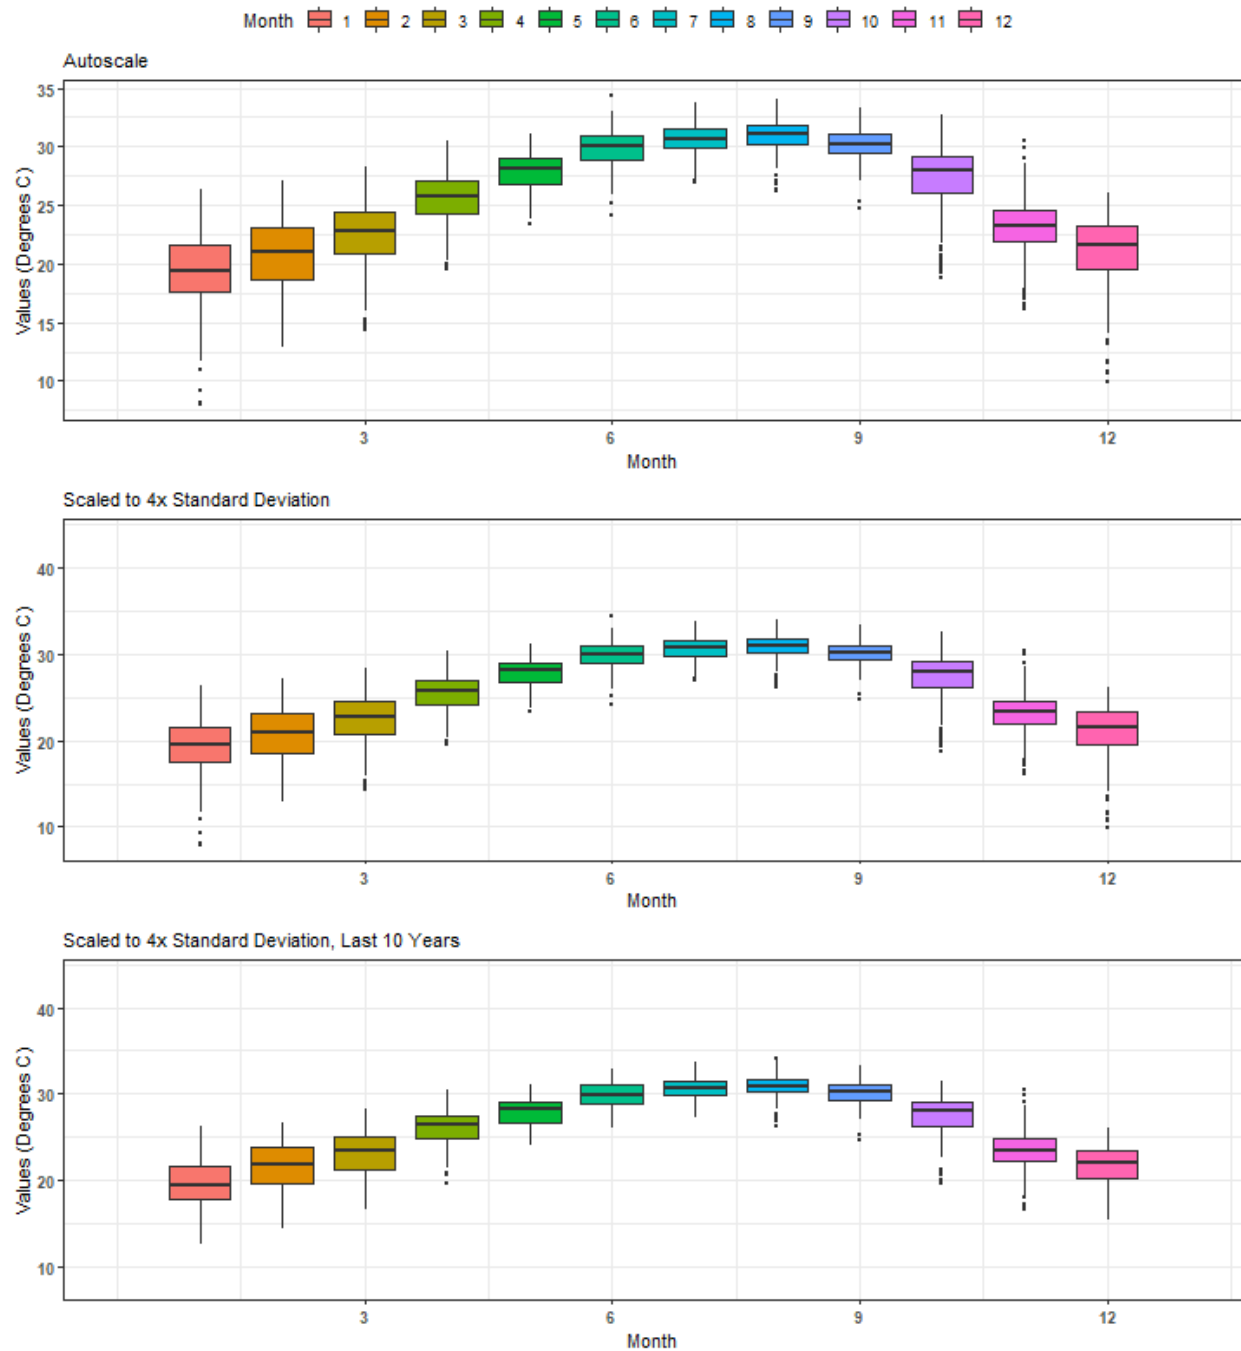 Month 1 2 3 4 5 6 7 8 9 10 11 12
Autoscale
Values (Degrees C)
35
30
25
20
15
10
3 6 9 12
Month
Scaled to 4x Standard Deviation
Values (Degrees C)
40
30
20
10
3 6 9 12
Month
Scaled to 4x Standard Deviation, Last 10 Years
Values (Degrees C)
40
30
20
10
3 6 9 12
Month